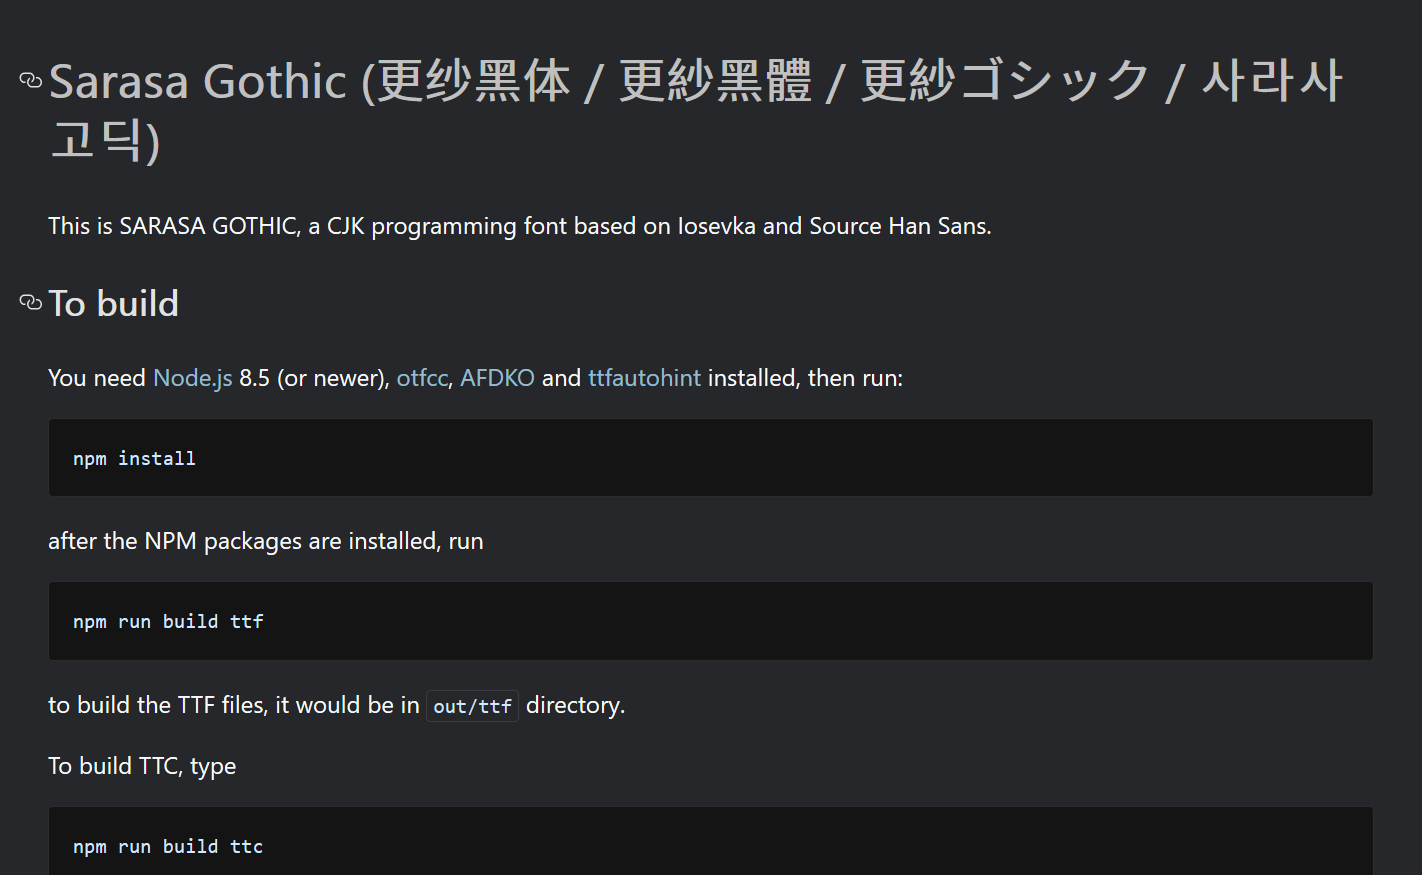 Sarasa Gothic (更纱黑体 / 更紗黑體 / 更紗ゴシック / 사라사
고딕)
This is SARASA GOTHIC, a CJK programming font based on Iosevka and Source Han Sans.
To build
You need Node.js 8.5 (or newer), otfcc, AFDKO and ttfautohint installed, then run:
npm install
after the NPM packages are installed, run
npm run build ttf
to build the TTF files, it would be in out/ttf directory.
To build TTC, type
npm run build ttc